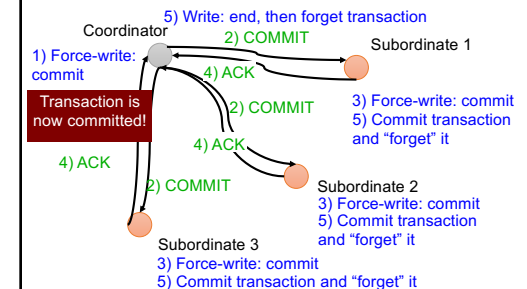 5) Write: end, then forget transaction
Coordinator
2) COMMIT
Subordinate 1
1) Force-write:
commit
4) ACK
Transaction is
now committed!
3) Force-write: commit
5) Commit transaction
and “forget” it
2) COMMIT
4) ACK
4) ACK
2) COMMIT
Subordinate 2
3) Force-write: commit
5) Commit transaction
and “forget” it
Subordinate 3
3) Force-write: commit
5) Commit transaction and “forget” it